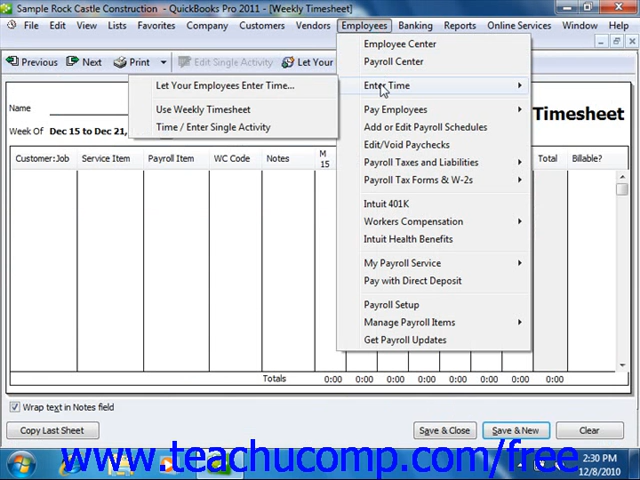 Sample Rock Castle Construction - QuickBooks Pro 2011 - [Weekly Timesheet]
File Edit View Lists Favorites Company Customers Vendors Employees Banking Reports Online Services Window Help
Previous Next Print Edit Single Activity Let Your
Employee Center
Payroll Center
Enter Time
Let Your Employees Enter Time...
Use Weekly Timesheet
Time / Enter Single Activity
Pay Employees
Add or Edit Payroll Schedules
Edit/Void Paychecks
Payroll Taxes and Liabilities
Payroll Tax Forms & W-2s
Intuit 401K
Workers Compensation
Intuit Health Benefits
My Payroll Service
Pay with Direct Deposit
Payroll Setup
Manage Payroll Items
Get Payroll Updates
Name
Timesheet
Week Of Dec 15 to Dec 21,
Customer:Job Service Item Payroll Item WC Code Notes M 15 Total Billable?
Totals 0:00 0:00 0:00 0:00 0:00 0:00 0:00 0:00
Wrap text in Notes field
Copy Last Sheet Save & Close Save & New Clear
www.teachucomp.com/free
2:30 PM
12/8/2010